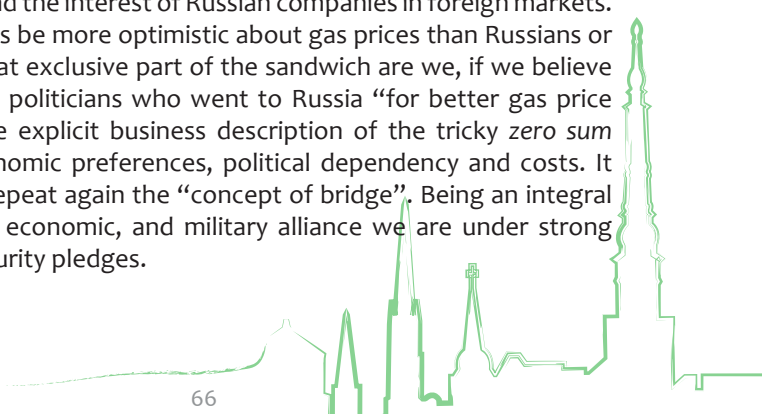 nd the interest of Russian companies in foreign markets.
s be more optimistic about gas prices than Russians or
at exclusive part of the sandwich are we, if we believe
politicians who went to Russia “for better gas price
e explicit business description of the tricky zero sum
nomic preferences, political dependency and costs. It
epeat again the “concept of bridge”. Being an integral
economic, and military alliance we are under strong
urity pledges.
66